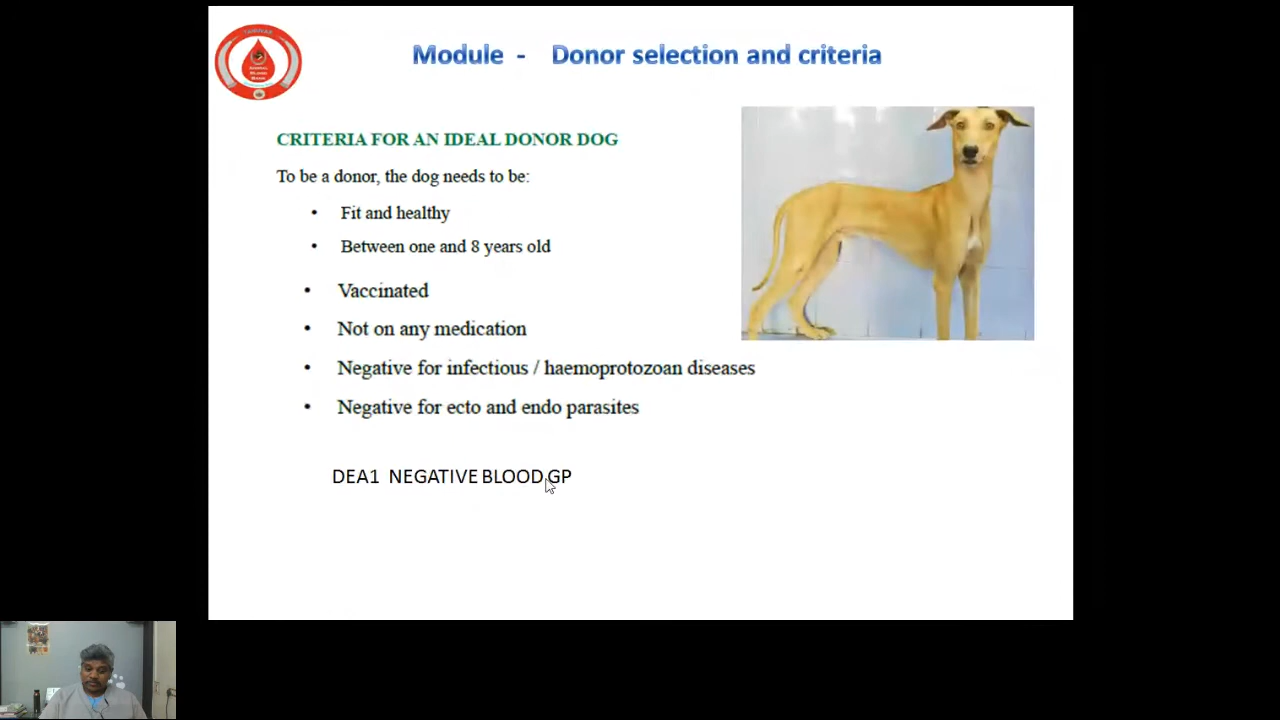 Module - Donor selection and criteria
CRITERIA FOR AN IDEAL DONOR DOG
To be a donor, the dog needs to be:
• Fit and healthy
• Between one and 8 years old
• Vaccinated
• Not on any medication
• Negative for infectious / haemoprotozoan diseases
• Negative for ecto and endo parasites
DEA1 NEGATIVE BLOOD GP